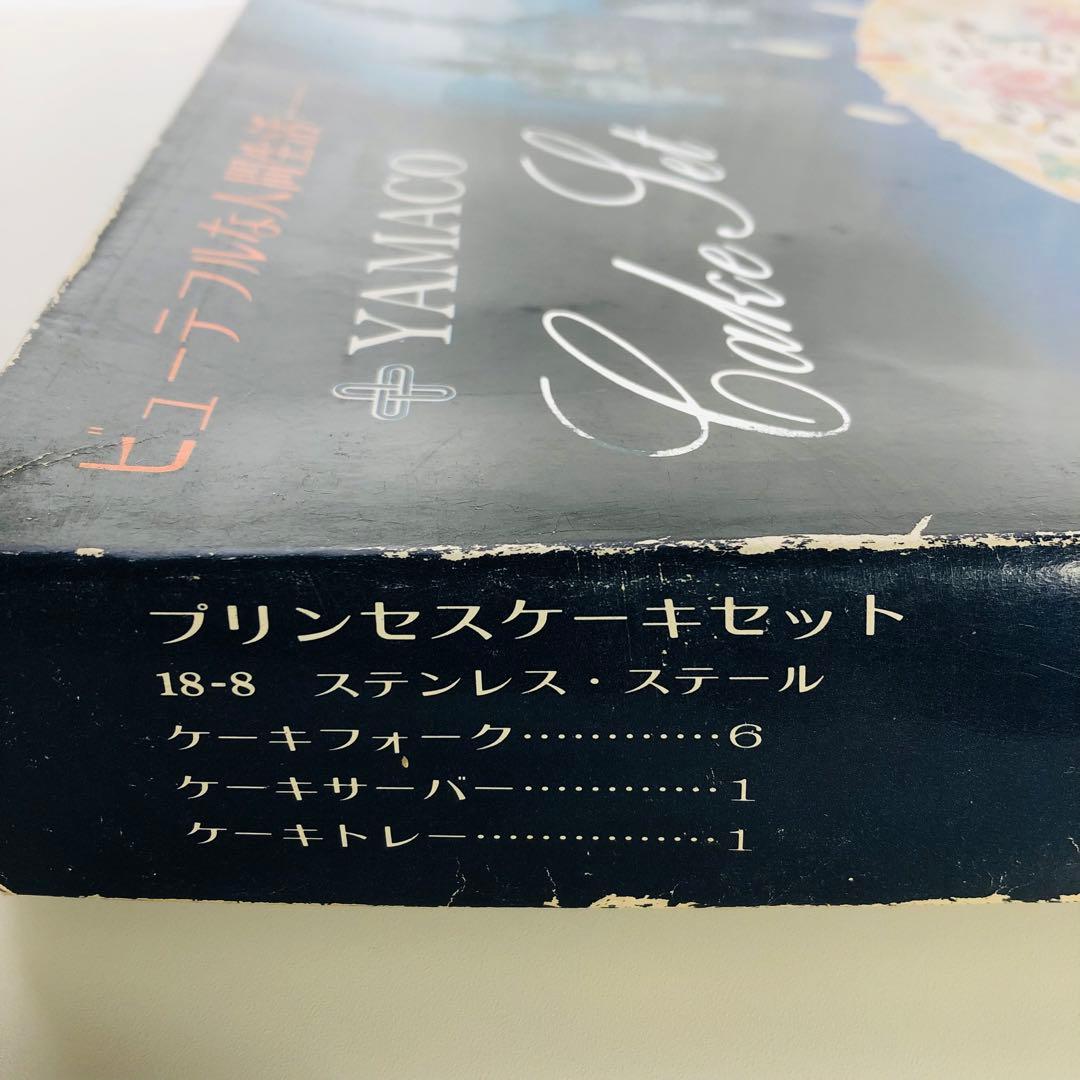 ビューテフルな人間生活—
YAMACO
Cake Set
プリンセスケーキセット
18-8 ステンレス・ステール
ケーキフォーク…………6
ケーキサーバー…………1
ケーキトレー……………1